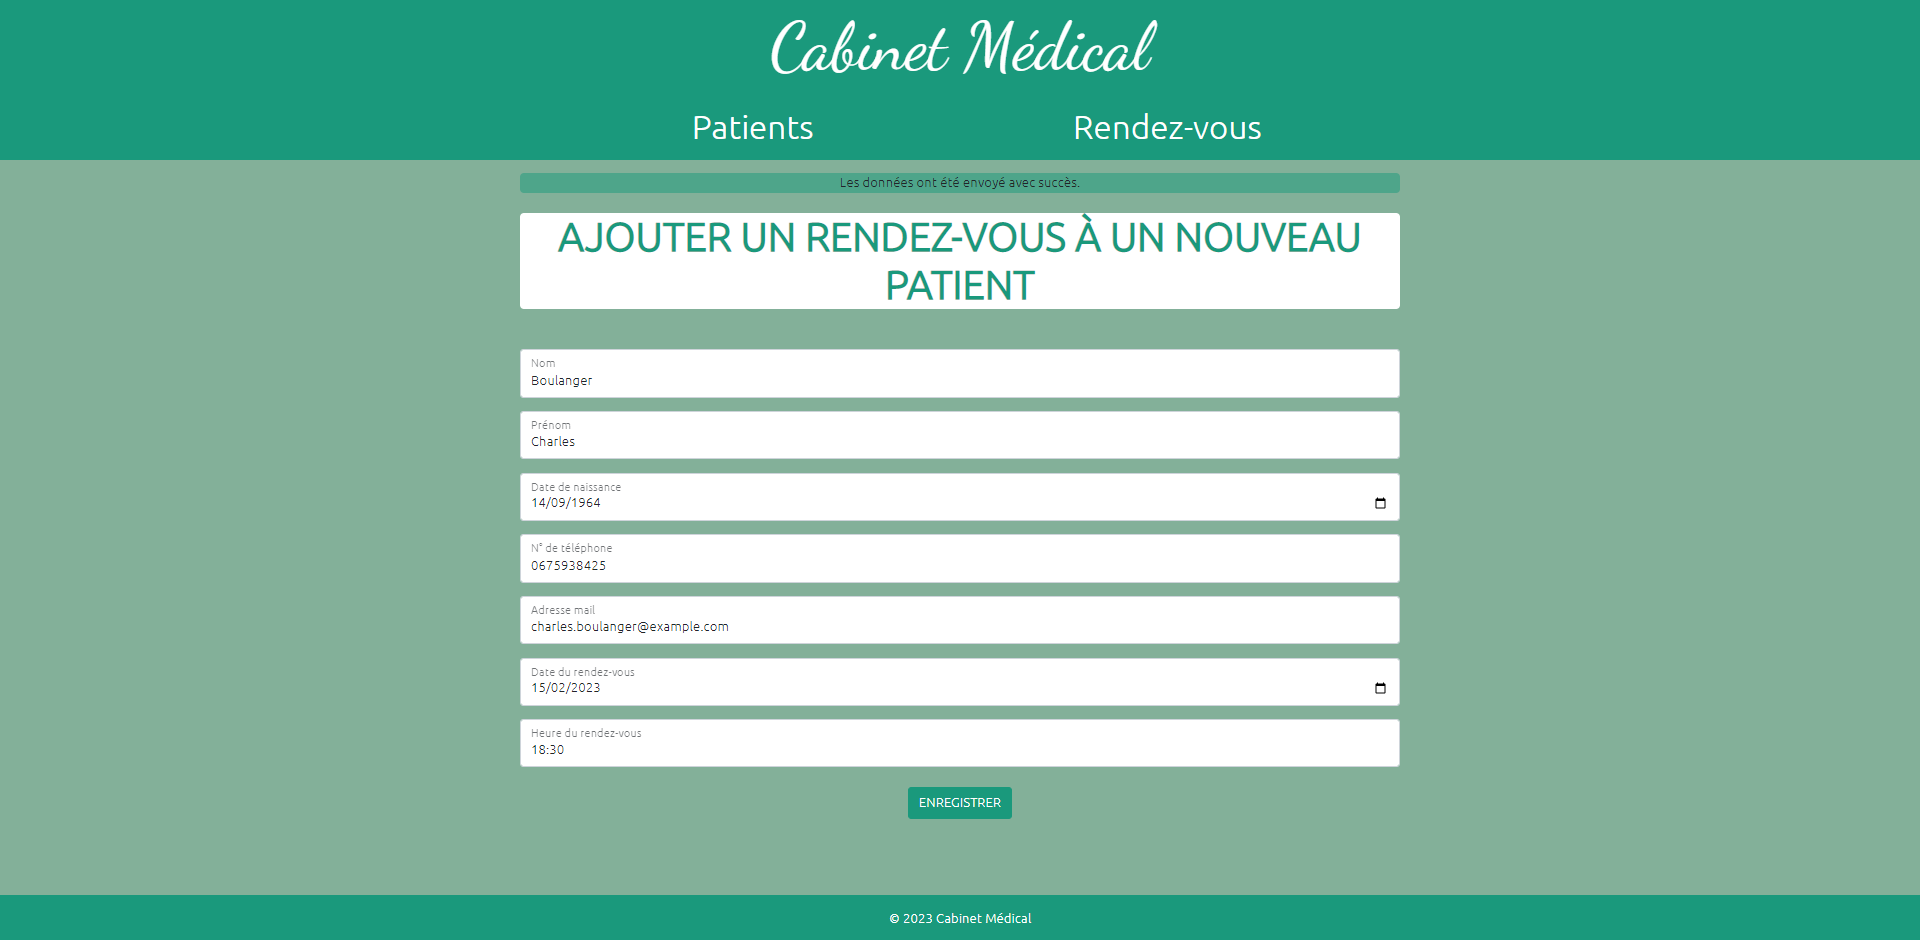 Cabinet Médical
Patients
Rendez-vous
Les données ont été envoyé avec succès.
AJOUTER UN RENDEZ-VOUS À UN NOUVEAU
PATIENT
Nom
Boulanger
Prénom
Charles
Date de naissance
14/09/1964
N° de téléphone
0675938425
Adresse mail
charles.boulanger@example.com
Date du rendez-vous
15/02/2023
Heure du rendez-vous
18:30
ENREGISTRER
© 2023 Cabinet Médical